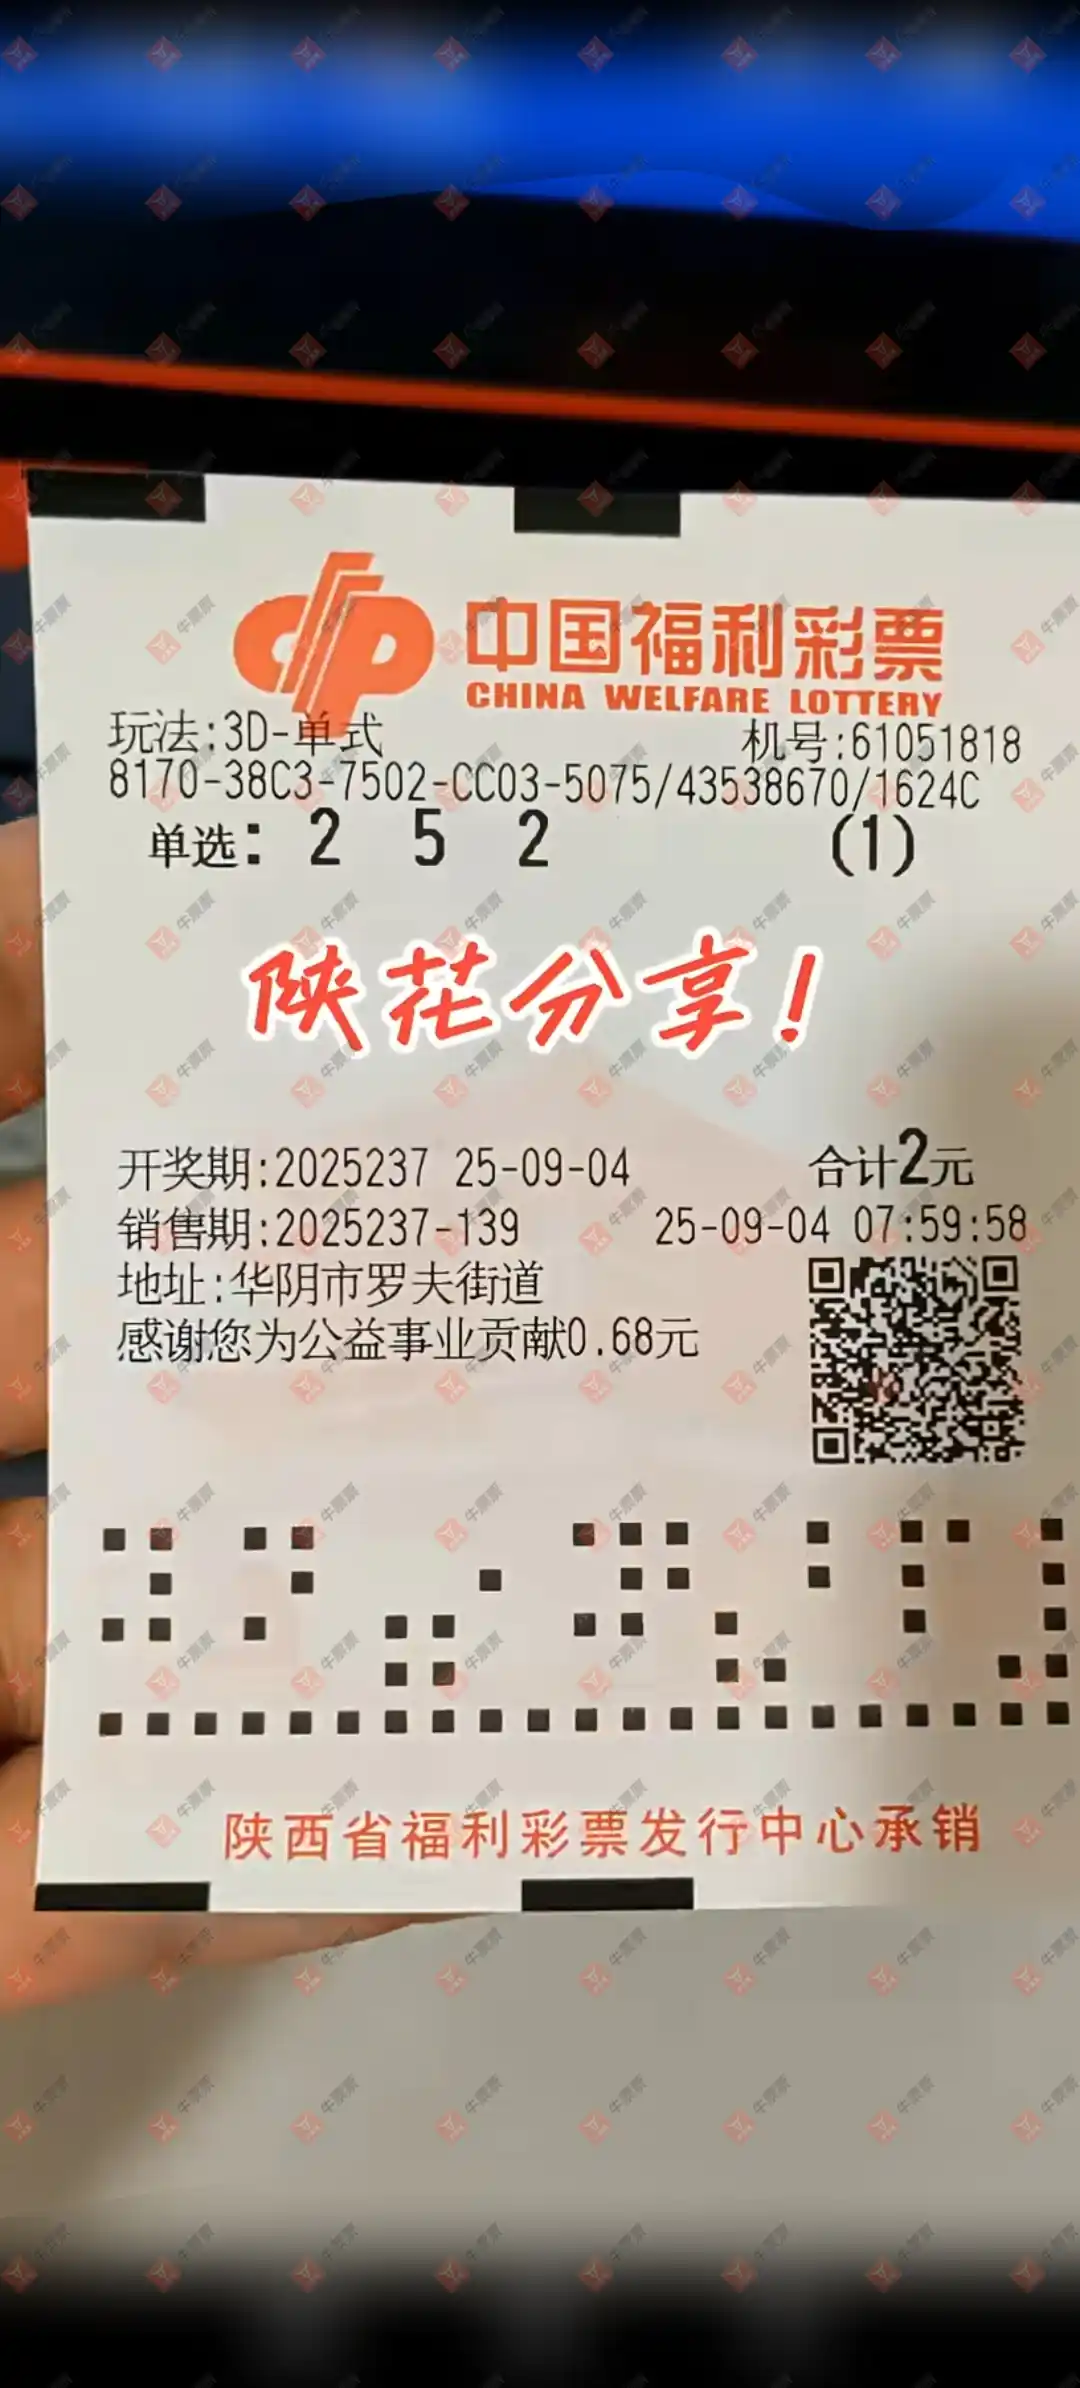 中国福利彩票
CHINA WELFARE LOTTERY
玩法:3D-单式 机号:61051818
8170-38C3-7502-CC03-5075/43538670/1624C
单选: 2 5 2 (1)
陕花分享!
开奖期:2025237 25-09-04 合计2元
销售期:2025237-139 25-09-04 07:59:58
地址:华阴市罗夫街道
感谢您为公益事业贡献0.68元
陕西省福利彩票发行中心承销
牛票票